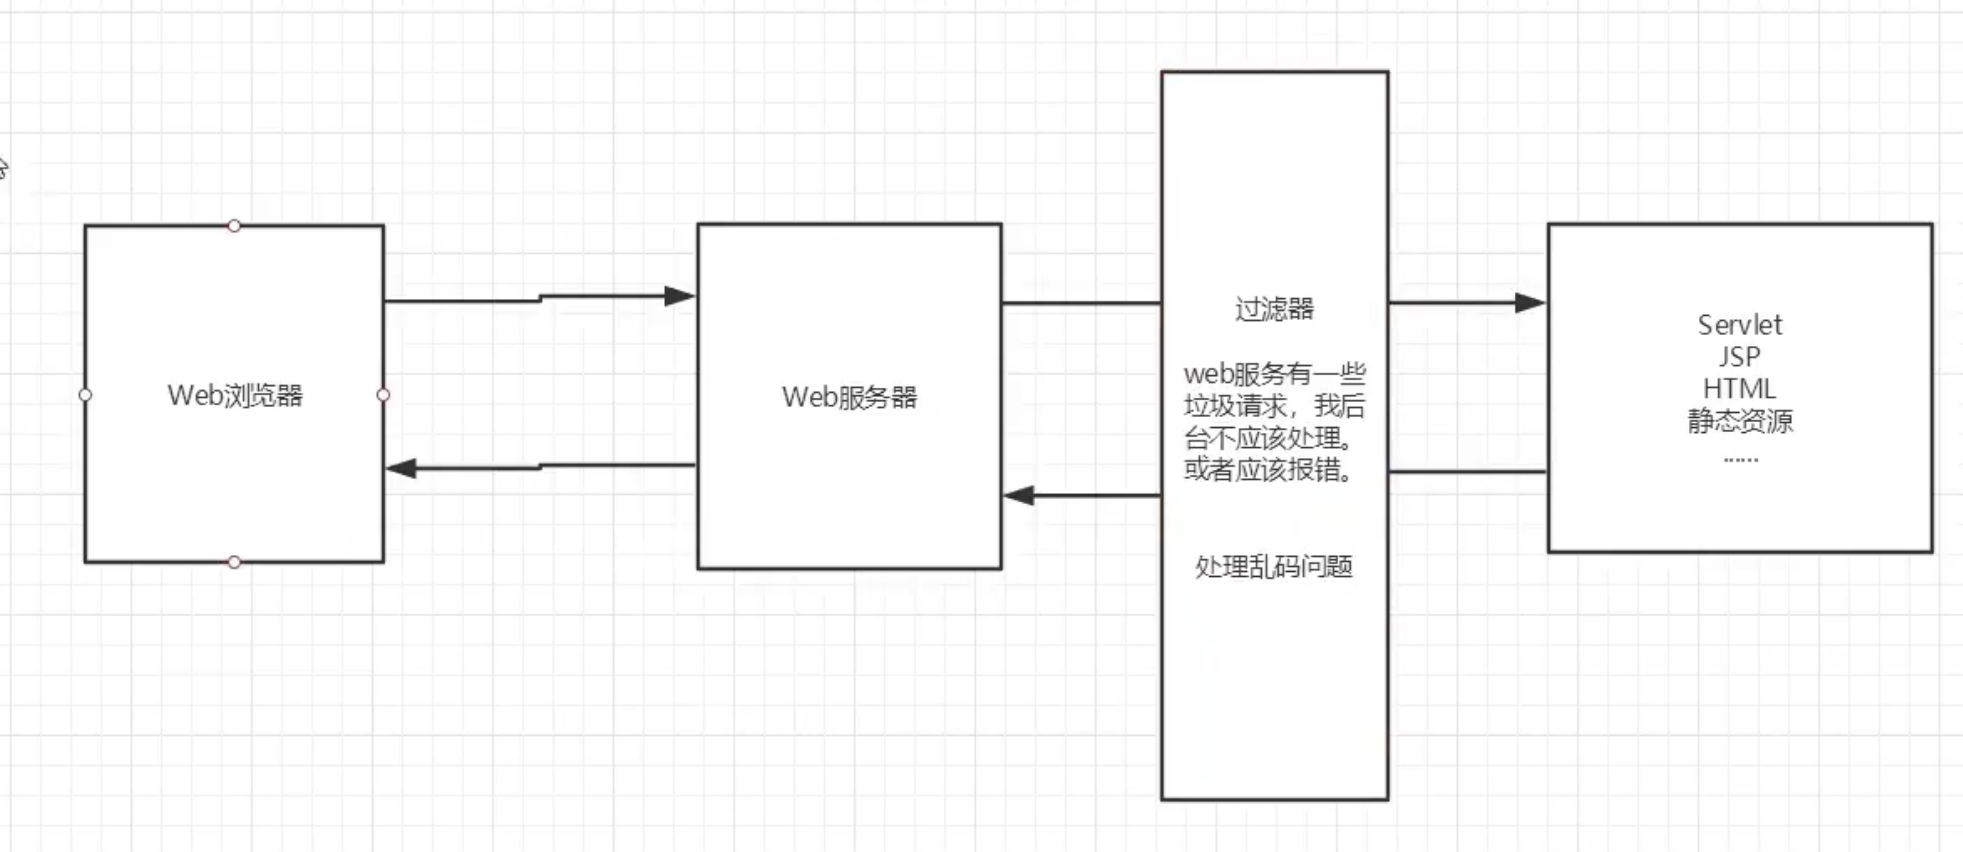 Web浏览器
Web服务器
过滤器
web服务有一些
垃圾请求，我后
台不应该处理。
或者应该报错。
处理乱码问题
Servlet
JSP
HTML
静态资源
......